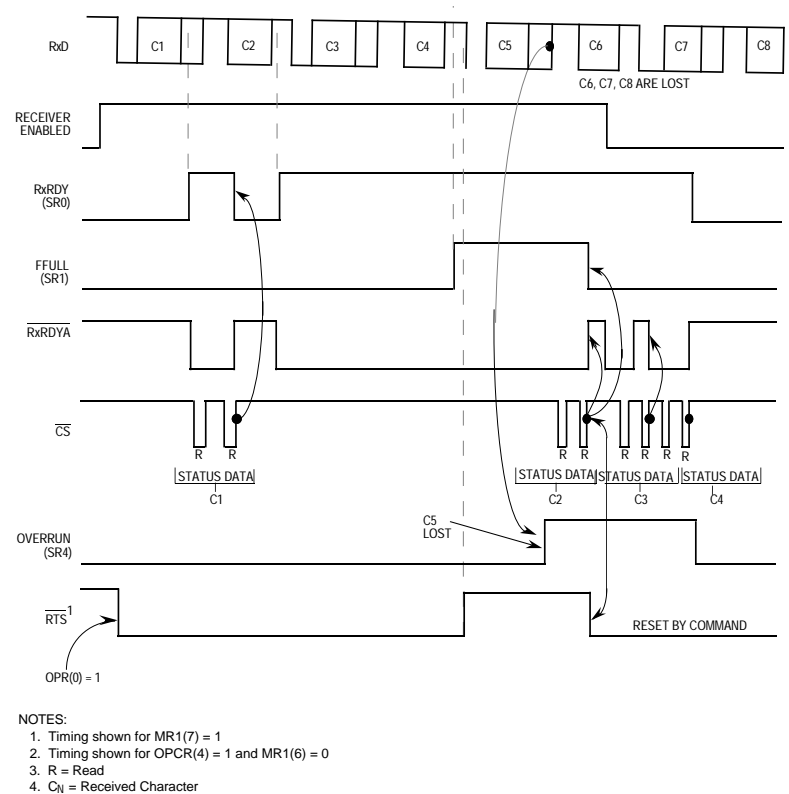 RxD
C1
C2
C3
C4
C5
C6
C7
C8
C6, C7, C8 ARE LOST
RECEIVER
ENABLED
RxRDY
(SR0)
FFULL
(SR1)
RxRDYA
CS
R R R R R R R R
STATUS DATA STATUS DATA STATUS DATA STATUS DATA
C1 C2 C3 C4
C5
LOST
OVERRUN
(SR4)
RTS1
RESET BY COMMAND
OPR(0) = 1
NOTES:
1. Timing shown for MR1(7) = 1
2. Timing shown for OPCR(4) = 1 and MR1(6) = 0
3. R = Read
4. CN = Received Character